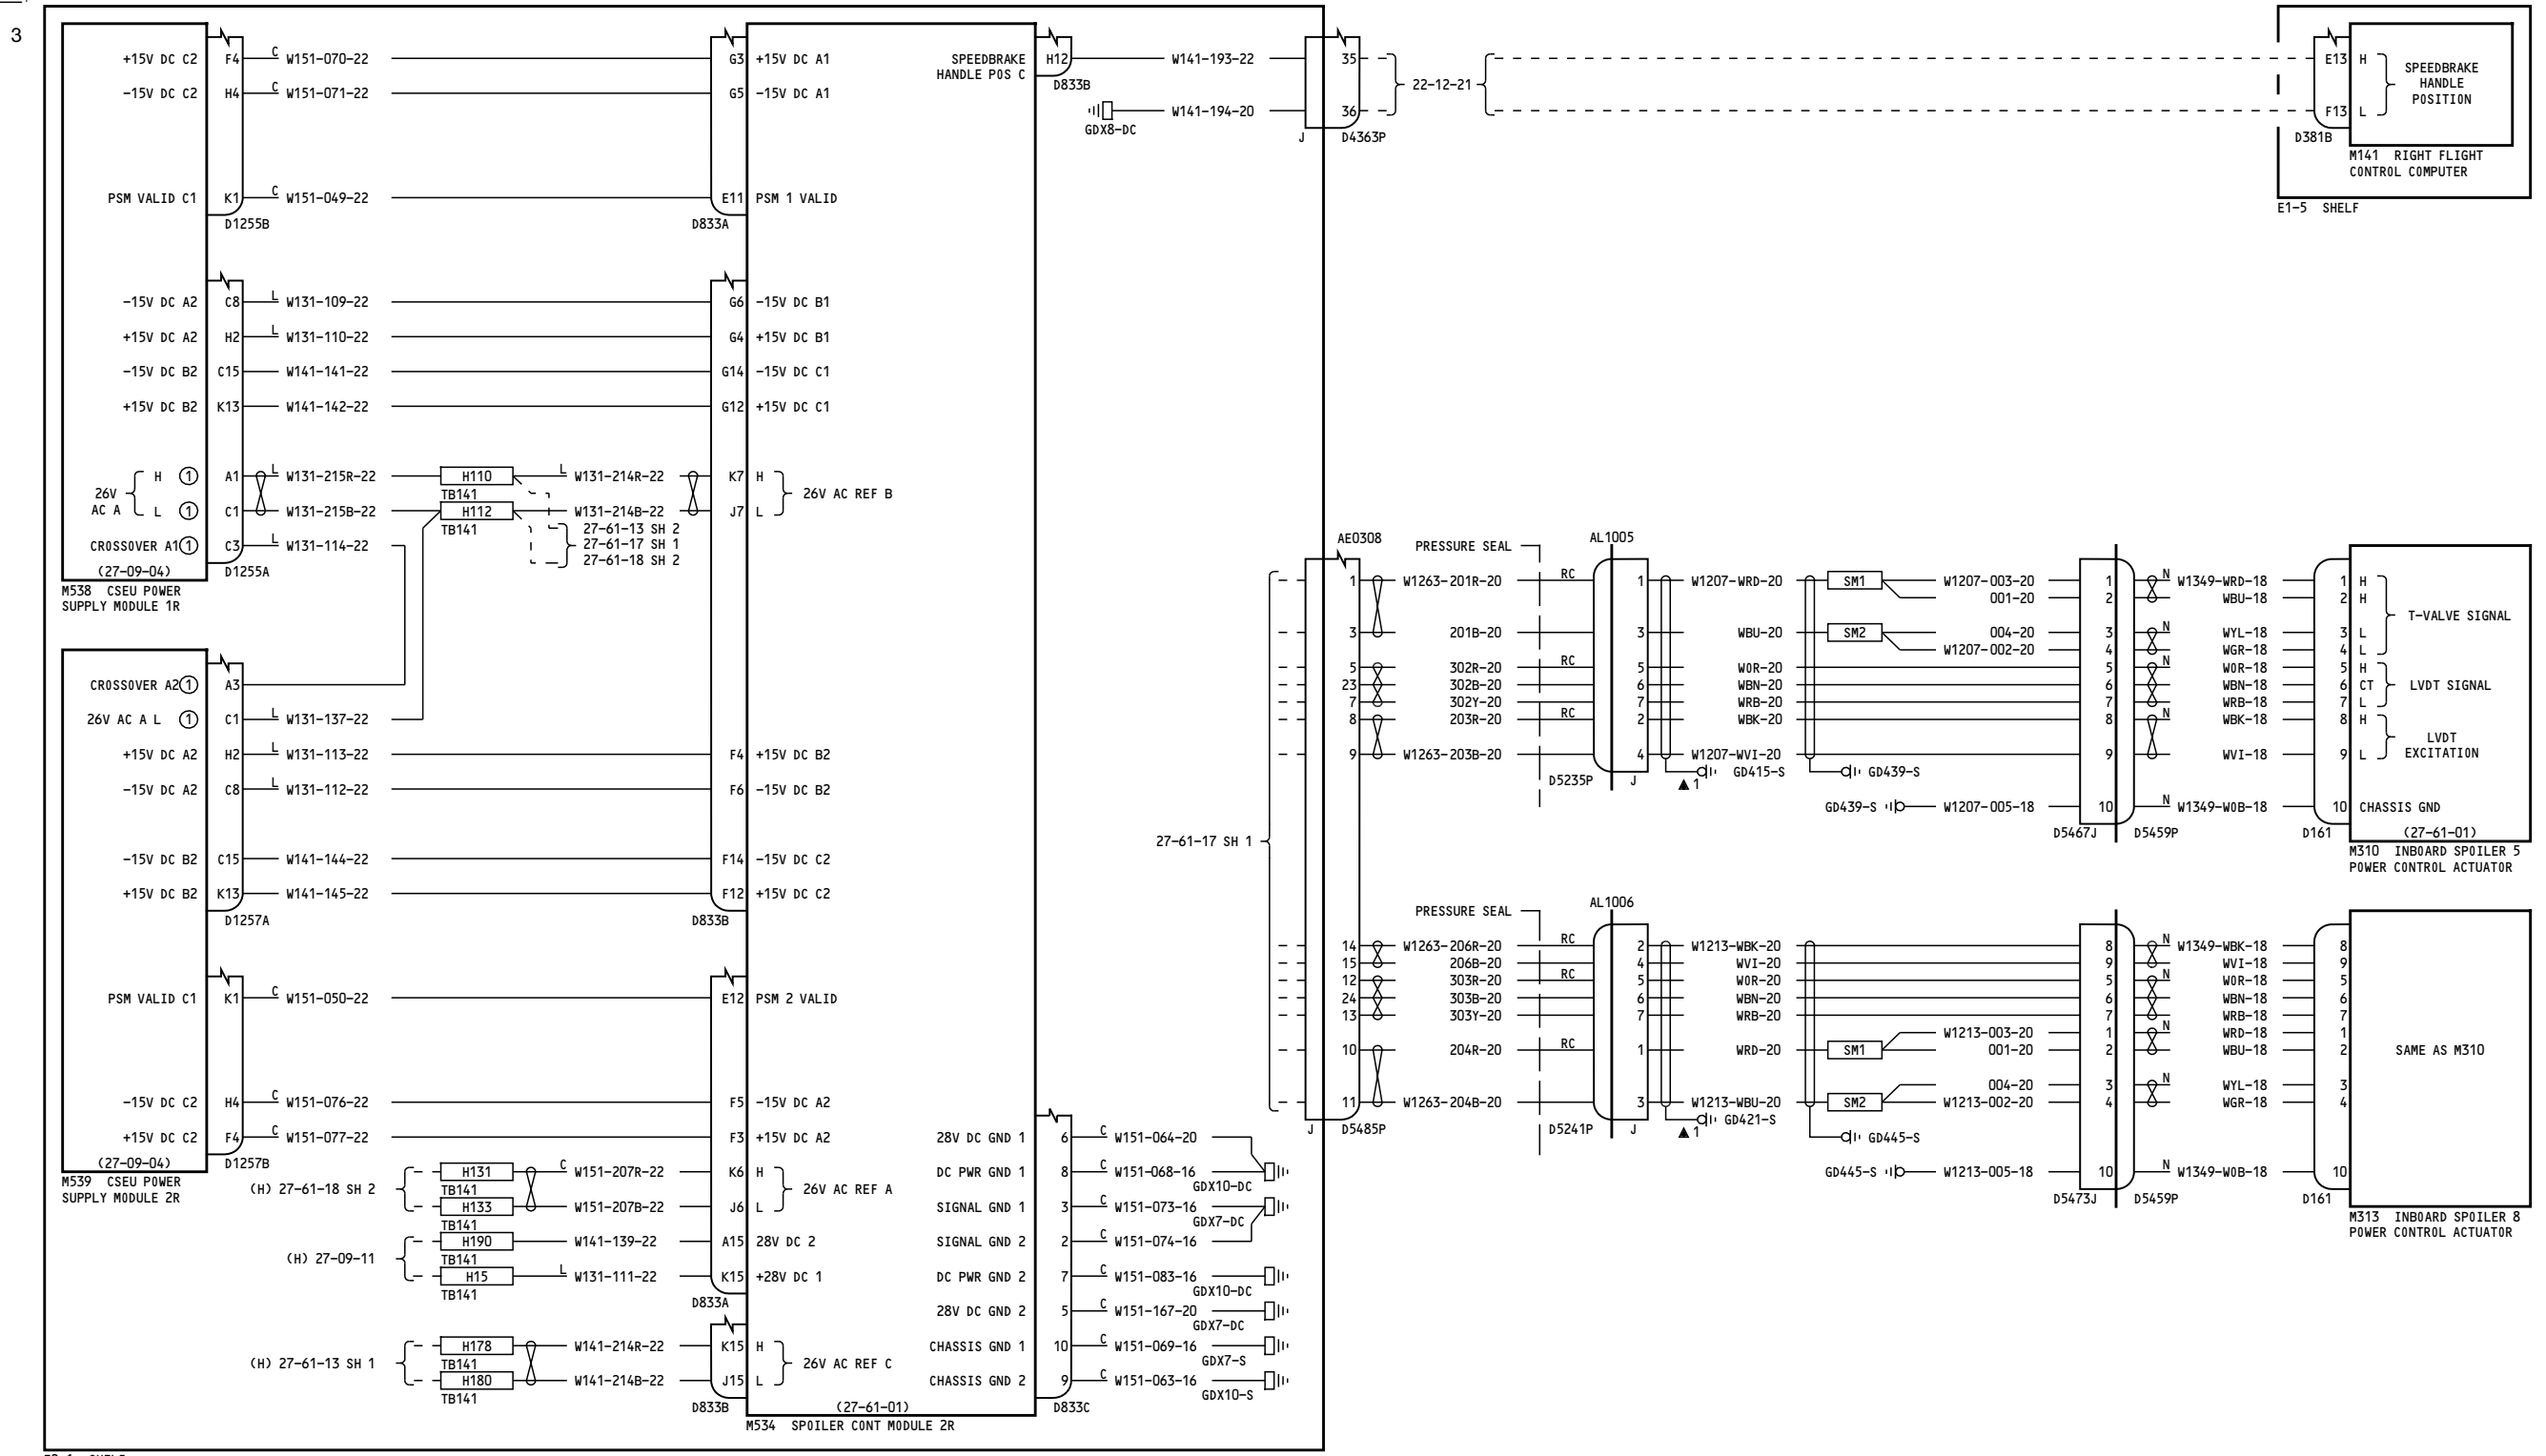 3
+15V DC C2 F4 C W151-070-22 G3 +15V DC A1
-15V DC C2 H4 C W151-071-22 G5 -15V DC A1
PSM VALID C1 K1 C W151-049-22 E11 PSM 1 VALID
D1255B D833A
SPEEDBRAKE HANDLE POS C H12 W141-193-22 35
D833B
GDX8-DC W141-194-20 36
J D4363P
22-12-21
E13 H
F13 L
SPEEDBRAKE
HANDLE
POSITION
D381B
M141 RIGHT FLIGHT
CONTROL COMPUTER
E1-5 SHELF
-15V DC A2 C8 L W131-109-22 G6 -15V DC B1
+15V DC A2 H2 L W131-110-22 G4 +15V DC B1
-15V DC B2 C15 W141-141-22 G14 -15V DC C1
+15V DC B2 K13 W141-142-22 G12 +15V DC C1
26V
AC A
H 1 A1 L W131-215R-22 H110 L W131-214R-22 K7 H
TB141
L 1 C1 W131-215B-22 H112 W131-214B-22 J7 L
TB141
26V AC REF B
27-61-13 SH 2
27-61-17 SH 1
27-61-18 SH 2
CROSSOVER A1 1 C3 L W131-114-22
(27-09-04) D1255A
M538 CSEU POWER
SUPPLY MODULE 1R
CROSSOVER A2 1 A3
26V AC A L 1 C1 L W131-137-22
+15V DC A2 H2 L W131-113-22 F4 +15V DC B2
-15V DC A2 C8 L W131-112-22 F6 -15V DC B2
-15V DC B2 C15 W141-144-22 F14 -15V DC C2
+15V DC B2 K13 W141-145-22 F12 +15V DC C2
D1257A D833B
PSM VALID C1 K1 C W151-050-22 E12 PSM 2 VALID
-15V DC C2 H4 C W151-076-22 F5 -15V DC A2
+15V DC C2 F4 C W151-077-22 F3 +15V DC A2
(27-09-04) D1257B
M539 CSEU POWER
SUPPLY MODULE 2R
(H) 27-61-18 SH 2
H131 C W151-207R-22 K6 H
TB141
H133 W151-207B-22 J6 L
TB141
26V AC REF A
(H) 27-09-11
H190 W141-139-22 A15 28V DC 2
TB141
H15 L W131-111-22 K15 +28V DC 1
TB141
D833A
(H) 27-61-13 SH 1
H178 W141-214R-22 K15 H
TB141
H180 W141-214B-22 J15 L
TB141
26V AC REF C
D833B
(27-61-01)
M534 SPOILER CONT MODULE 2R
28V DC GND 1 6 C W151-064-20
DC PWR GND 1 8 C W151-068-16
GDX10-DC
SIGNAL GND 1 3 C W151-073-16
GDX7-DC
SIGNAL GND 2 2 C W151-074-16
DC PWR GND 2 7 C W151-083-16
GDX10-DC
28V DC GND 2 5 C W151-167-20
GDX7-DC
CHASSIS GND 1 10 C W151-069-16
GDX7-S
CHASSIS GND 2 9 C W151-063-16
GDX10-S
D833C
27-61-17 SH 1
AE0308 PRESSURE SEAL AL1005
1 W1263-201R-20 RC 1 W1207-WRD-20 SM1 W1207-003-20 1 N W1349-WRD-18 1 H
001-20 2 WBU-18 2 H
3 201B-20 3 WBU-20 SM2 004-20 3 N WYL-18 3 L
W1207-002-20 4 WGR-18 4 L
T-VALVE SIGNAL
5 302R-20 RC 5 WOR-20 5 N WOR-18 5 H
23 302B-20 6 WBN-20 6 WBN-18 6 CT
7 302Y-20 7 WRB-20 7 WRB-18 7 L
LVDT SIGNAL
8 203R-20 RC 2 WBK-20 8 N WBK-18 8 H
9 W1263-203B-20 4 W1207-WVI-20 9 WVI-18 9 L
LVDT
EXCITATION
D5235P J 1 GD415-S GD439-S
GD439-S W1207-005-18 10 N W1349-WOB-18 10 CHASSIS GND
D5467J D5459P D161 (27-61-01)
M310 INBOARD SPOILER 5
POWER CONTROL ACTUATOR
PRESSURE SEAL AL1006
14 W1263-206R-20 RC 2 W1213-WBK-20 8 N W1349-WBK-18 8
15 206B-20 4 WVI-20 9 WVI-18 9
12 303R-20 RC 5 WOR-20 5 N WOR-18 5
24 303B-20 6 WBN-20 6 WBN-18 6
13 303Y-20 7 WRB-20 7 WRB-18 7
W1213-003-20 1 N WRD-18 1
10 204R-20 RC 1 WRD-20 SM1 001-20 2 WBU-18 2
SAME AS M310
004-20 3 N WYL-18 3
11 W1263-204B-20 3 W1213-WBU-20 SM2 W1213-002-20 4 WGR-18 4
J D5485P D5241P J 1 GD421-S GD445-S
GD445-S W1213-005-18 10 N W1349-WOB-18 10
D5473J D5459P D161
M313 INBOARD SPOILER 8
POWER CONTROL ACTUATOR